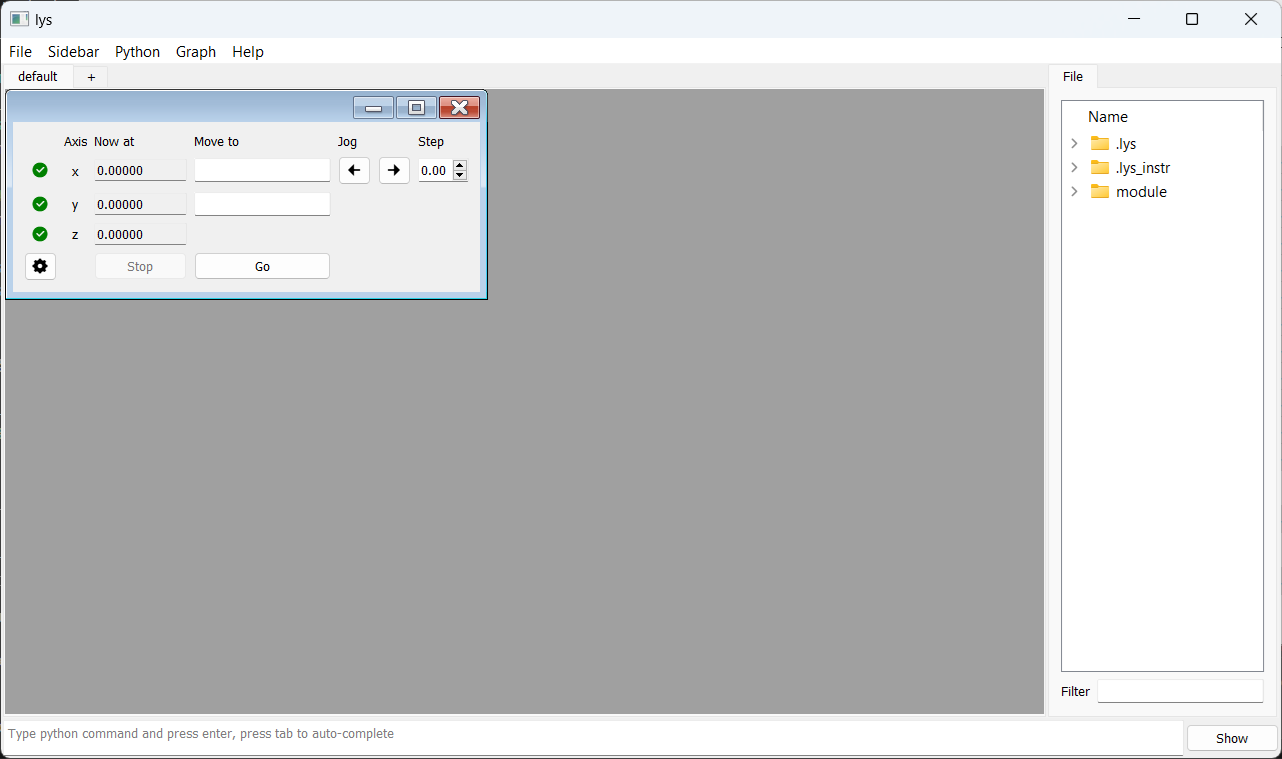 lys
File Sidebar Python Graph Help
default +
File
Axis Now at Move to Jog Step
x 0.00000 0.00
y 0.00000
z 0.00000
Stop Go
Name
.lys
.lys_instr
module
Filter
Type python command and press enter, press tab to auto-complete
Show